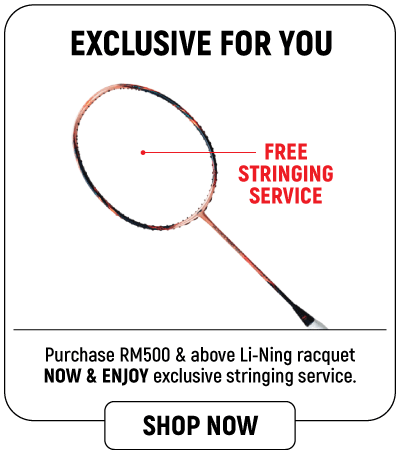 EXCLUSIVE FOR YOU
FREE
STRINGING
SERVICE
Purchase RM500 & above Li-Ning racquet
NOW & ENJOY exclusive stringing service.
SHOP NOW